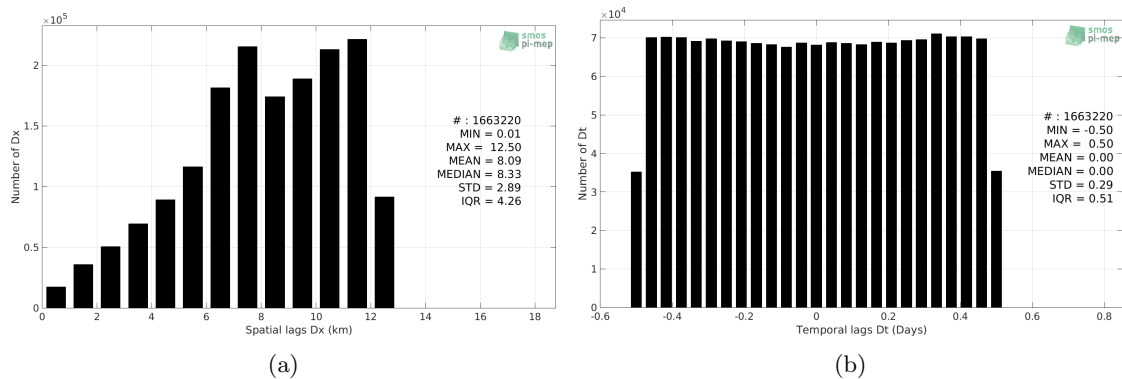 ×10⁵
smos
pi-mep
2
1.5
1
0.5
0
Number of Dx
# : 1663220
MIN = 0.01
MAX = 12.50
MEAN = 8.09
MEDIAN = 8.33
STD = 2.89
IQR = 4.26
0 2 4 6 8 10 12 14 16 18
Spatial lags Dx (km)
(a)
×10⁴
smos
pi-mep
7
6
5
4
3
2
1
0
Number of Dt
# : 1663220
MIN = -0.50
MAX = 0.50
MEAN = 0.00
MEDIAN = 0.00
STD = 0.29
IQR = 0.51
-0.6 -0.4 -0.2 0 0.2 0.4 0.6 0.8
Temporal lags Dt (Days)
(b)